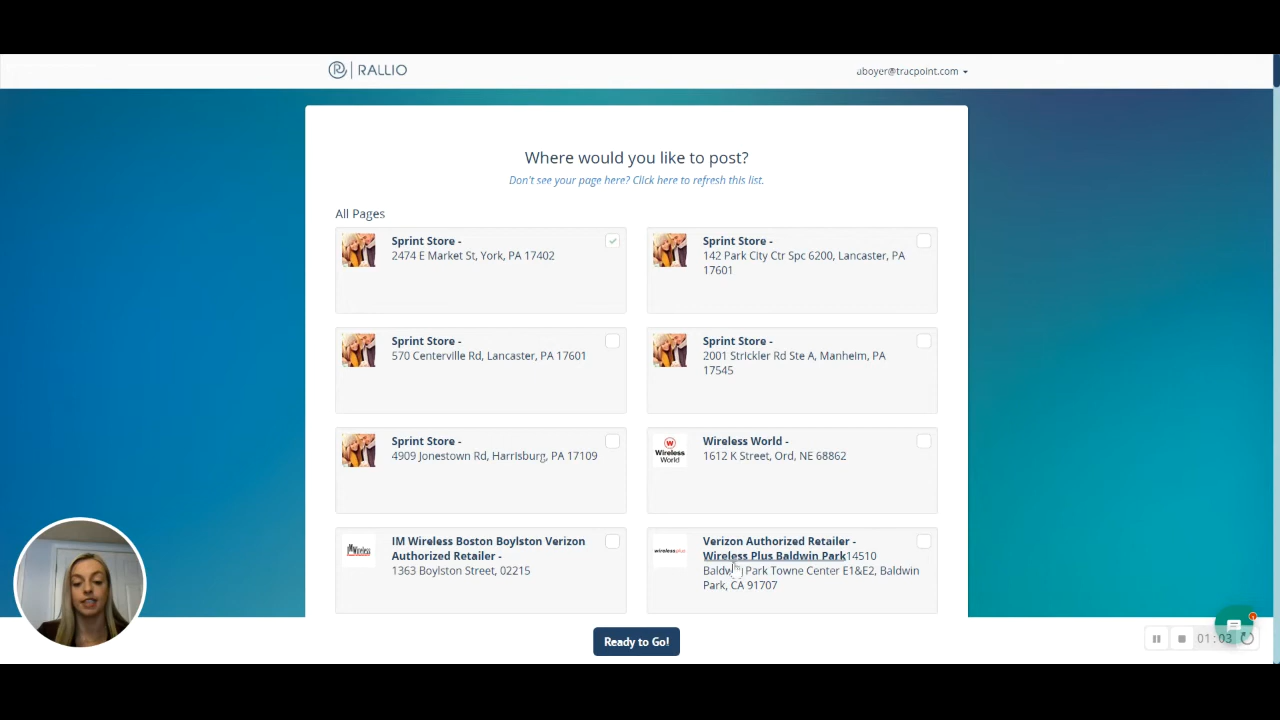 RALLIO
aboyer@tracpoint.com
Where would you like to post?
Don't see your page here? Click here to refresh this list.
All Pages
Sprint Store -
2474 E Market St, York, PA 17402
Sprint Store -
142 Park City Ctr Spc 6200, Lancaster, PA
17601
Sprint Store -
570 Centerville Rd, Lancaster, PA 17601
Sprint Store -
2001 Strickler Rd Ste A, Manheim, PA
17545
Sprint Store -
4909 Jonestown Rd, Harrisburg, PA 17109
Wireless World
Wireless World -
1612 K Street, Ord, NE 68862
IM Wireless Boston Boylston Verizon
Authorized Retailer -
1363 Boylston Street, 02215
wirelessplus
Verizon Authorized Retailer -
Wireless Plus Baldwin Park14510
Park Towne Center E1&E2, Baldwin
Park, CA 91707
Ready to Go!
01:03